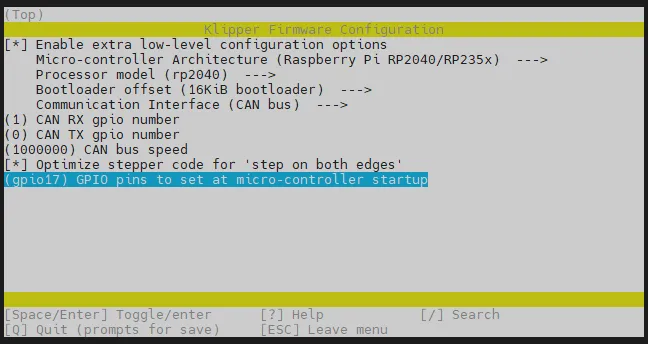 (Top)
Klipper Firmware Configuration
[*] Enable extra low-level configuration options
Micro-controller Architecture (Raspberry Pi RP2040/RP235x)  --->
Processor model (rp2040)  --->
Bootloader offset (16KiB bootloader)  --->
Communication Interface (CAN bus)  --->
(1) CAN RX gpio number
(0) CAN TX gpio number
(1000000) CAN bus speed
[*] Optimize stepper code for 'step on both edges'
(gpio17) GPIO pins to set at micro-controller startup
[Space/Enter] Toggle/enter [?] Help [/] Search
[Q] Quit (prompts for save) [ESC] Leave menu